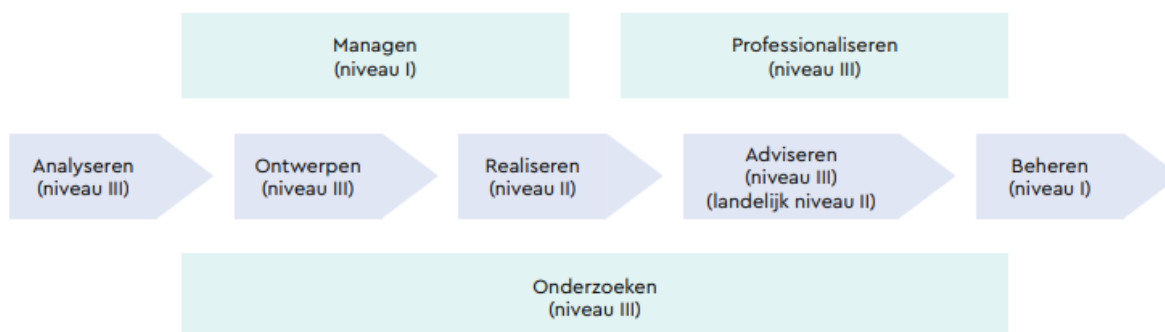 Managen
(niveau I)
Professionaliseren
(niveau III)
Analyseren
(niveau III)
Ontwerpen
(niveau III)
Realiseren
(niveau II)
Adviseren
(niveau III)
(landelijk niveau II)
Beheren
(niveau I)
Onderzoeken
(niveau III)